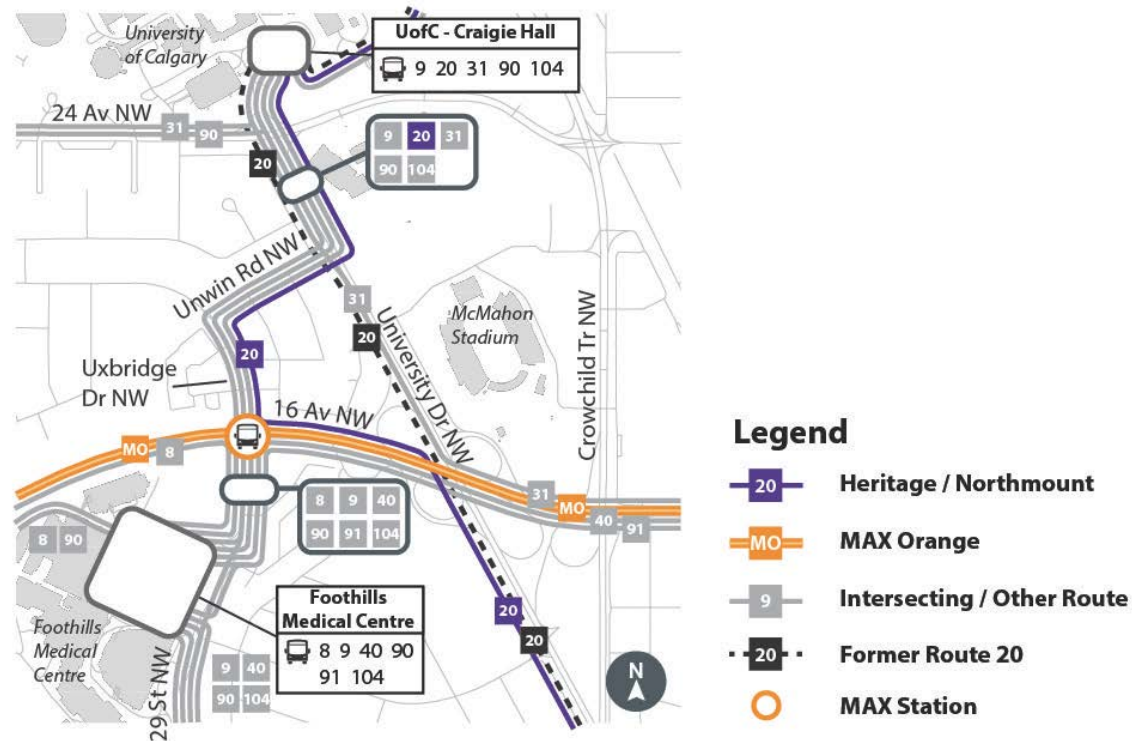 University
of Calgary
UofC - Craigie Hall
9 20 31 90 104
24 Av NW
31
90
9 20 31
90 104
20
Unwin Rd NW
31
20
University Dr NW
McMahon
Stadium
Crowchild Tr NW
20
Uxbridge
Dr NW
16 Av NW
MO
8
8 9 40
90 91 104
31
MO
40
91
8 90
Foothills
Medical Centre
8 9 40 90
91 104
20
20
Foothills
Medical
Centre
29 St NW
9 40
90 104
N
Legend
20 Heritage / Northmount
MO MAX Orange
9 Intersecting / Other Route
20 Former Route 20
MAX Station